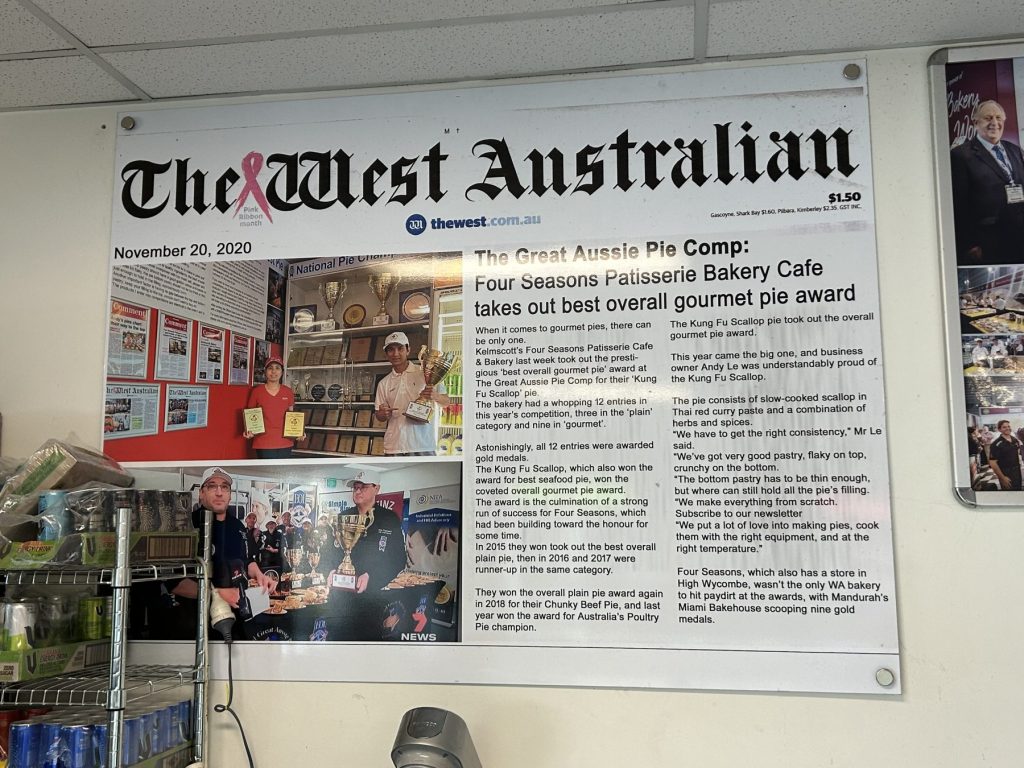 The West Australian
Pink
Ribbon
month
thewest.com.au
$1.50
Gascoyne, Shark Bay $1.60, Pilbara, Kimberley $2.35. GST INC.
November 20, 2020
The Great Aussie Pie Comp:
Four Seasons Patisserie Bakery Cafe
takes out best overall gourmet pie award
When it comes to gourmet pies, there can
be only one.
Kelmscott's Four Seasons Patisserie Cafe
& Bakery last week took out the presti-
gious 'best overall gourmet pie' award at
The Great Aussie Pie Comp for their 'Kung
Fu Scallop' pie.
The bakery had a whopping 12 entries in
this year's competition, three in the 'plain'
category and nine in 'gourmet'.
Astonishingly, all 12 entries were awarded
gold medals.
The Kung Fu Scallop, which also won the
award for best seafood pie, won the
coveted overall gourmet pie award.
The award is the culmination of a strong
run of success for Four Seasons, which
had been building toward the honour for
some time.
In 2015 they won took out the best overall
plain pie, then in 2016 and 2017 were
runner-up in the same category.
They won the overall plain pie award again
in 2018 for their Chunky Beef Pie, and last
year won the award for Australia's Poultry
Pie champion.
The Kung Fu Scallop pie took out the overall
gourmet pie award.
This year came the big one, and business
owner Andy Le was understandably proud of
the Kung Fu Scallop.
The pie consists of slow-cooked scallop in
Thai red curry paste and a combination of
herbs and spices.
"We have to get the right consistency," Mr Le
said.
"We've got very good pastry, flaky on top,
crunchy on the bottom.
"The bottom pastry has to be thin enough,
but where can still hold all the pie's filling.
"We make everything from scratch.
Subscribe to our newsletter
"We put a lot of love into making pies, cook
them with the right equipment, and at the
right temperature."
Four Seasons, which also has a store in
High Wycombe, wasn't the only WA bakery
to hit paydirt at the awards, with Mandurah's
Miami Bakehouse scooping nine gold
medals.
National Pie Champ
Comment
Comment
The West Australian
7 NEWS
Bakery